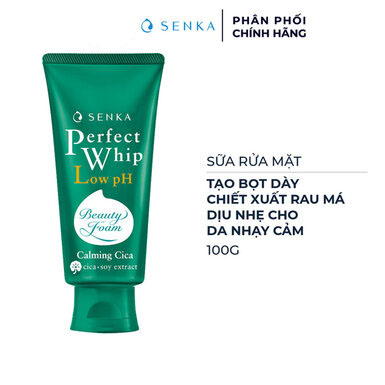 SENKA
PHÂN PHỐI
CHÍNH HÃNG
SENKA
Perfect
Whip
Low pH
Beauty
Foam
Calming Cica
cica+soy extract
SỮA RỬA MẶT
TẠO BỌT DÀY
CHIẾT XUẤT RAU MÁ
DỊU NHẸ CHO
DA NHẠY CẢM
100G